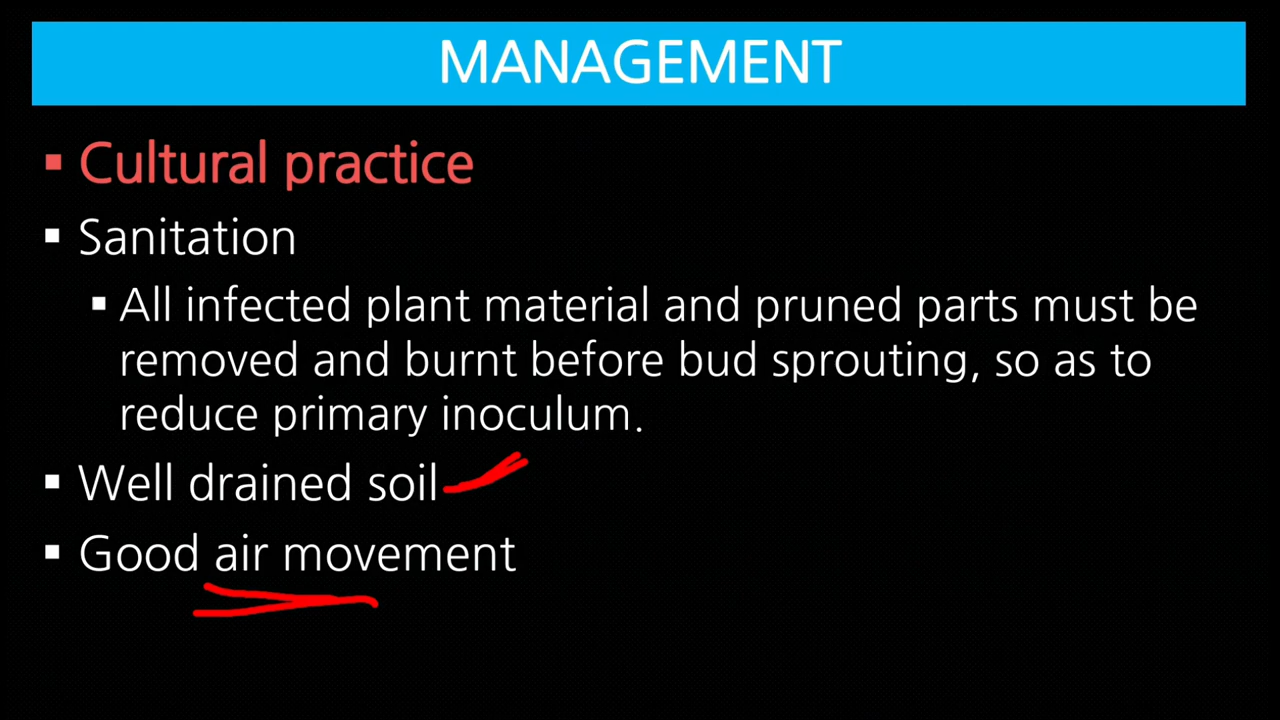 MANAGEMENT
▪ Cultural practice
▪ Sanitation
▪ All infected plant material and pruned parts must be
removed and burnt before bud sprouting, so as to
reduce primary inoculum.
▪ Well drained soil
▪ Good air movement